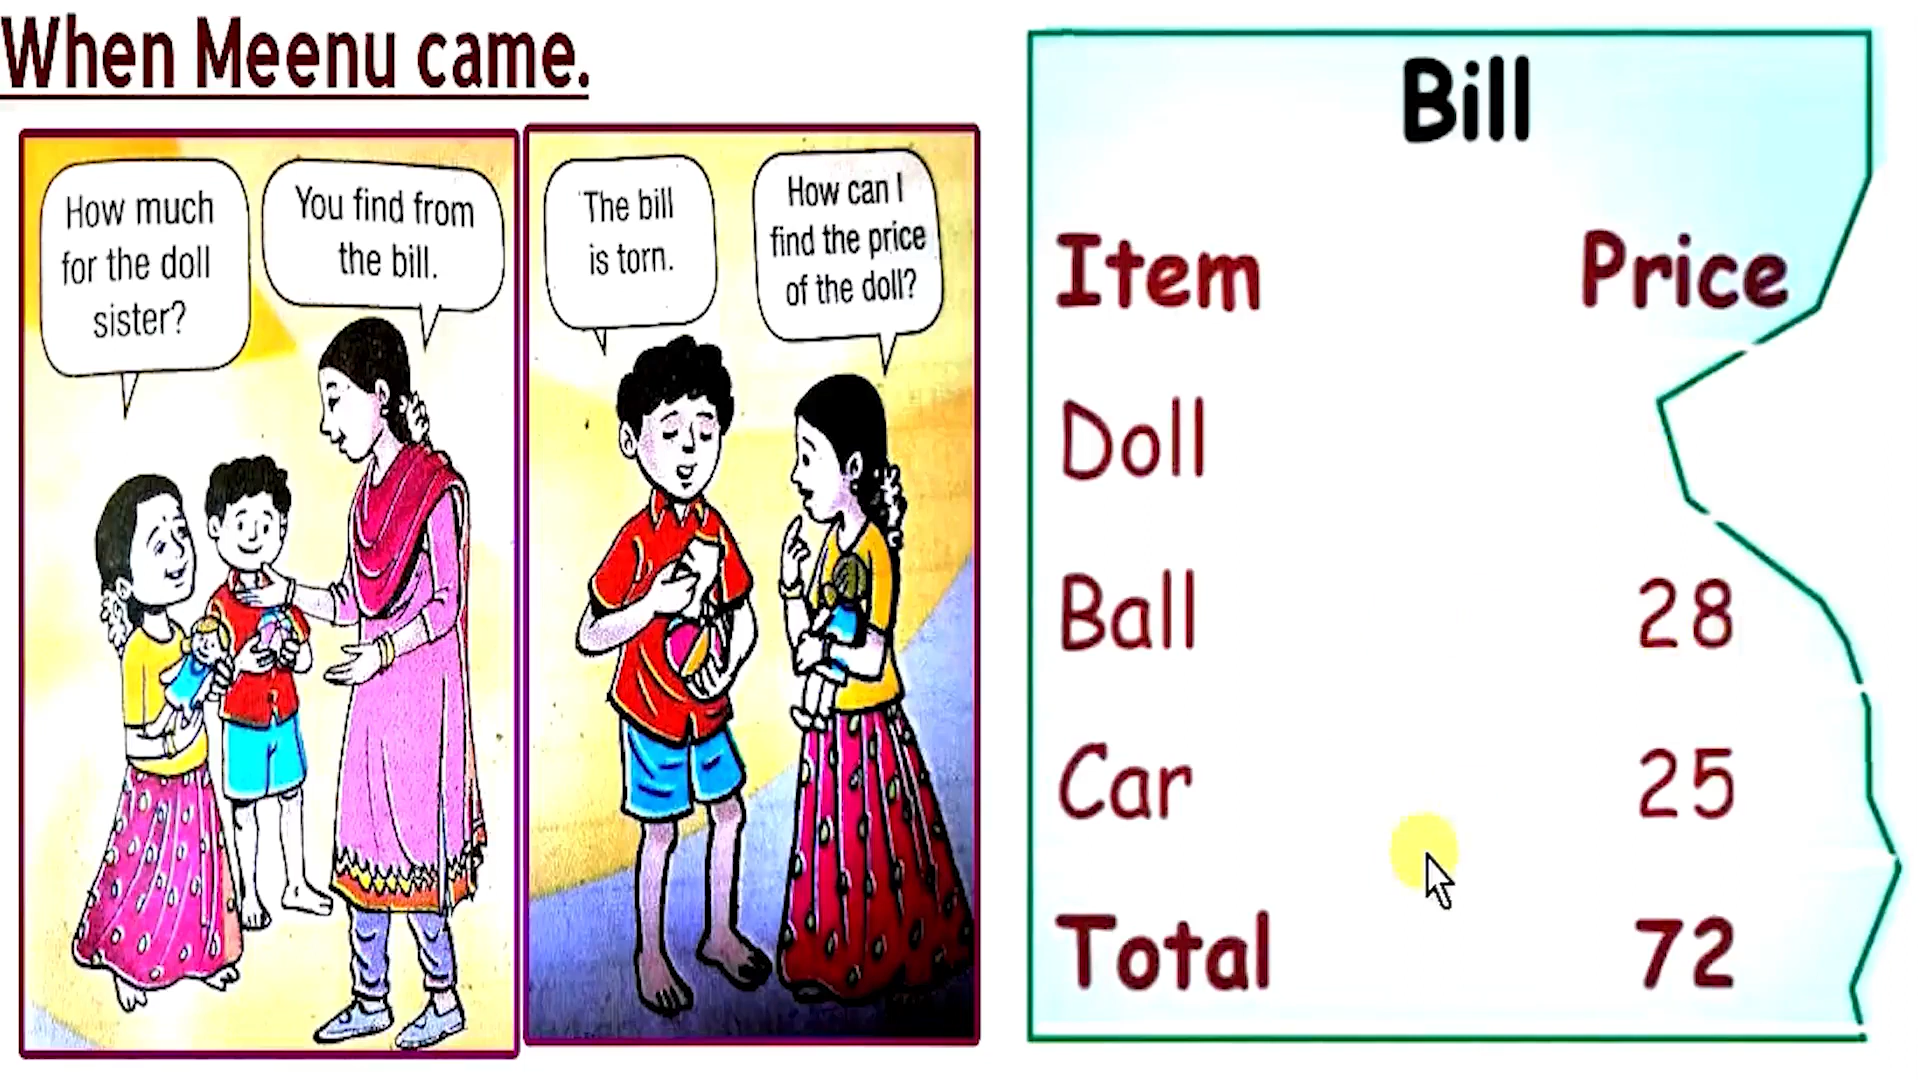 When Meenu came.
How much
for the doll
sister?
You find from
the bill.
The bill
is torn.
How can I
find the price
of the doll?
Bill
Item Price
Doll
Ball 28
Car 25
Total 72